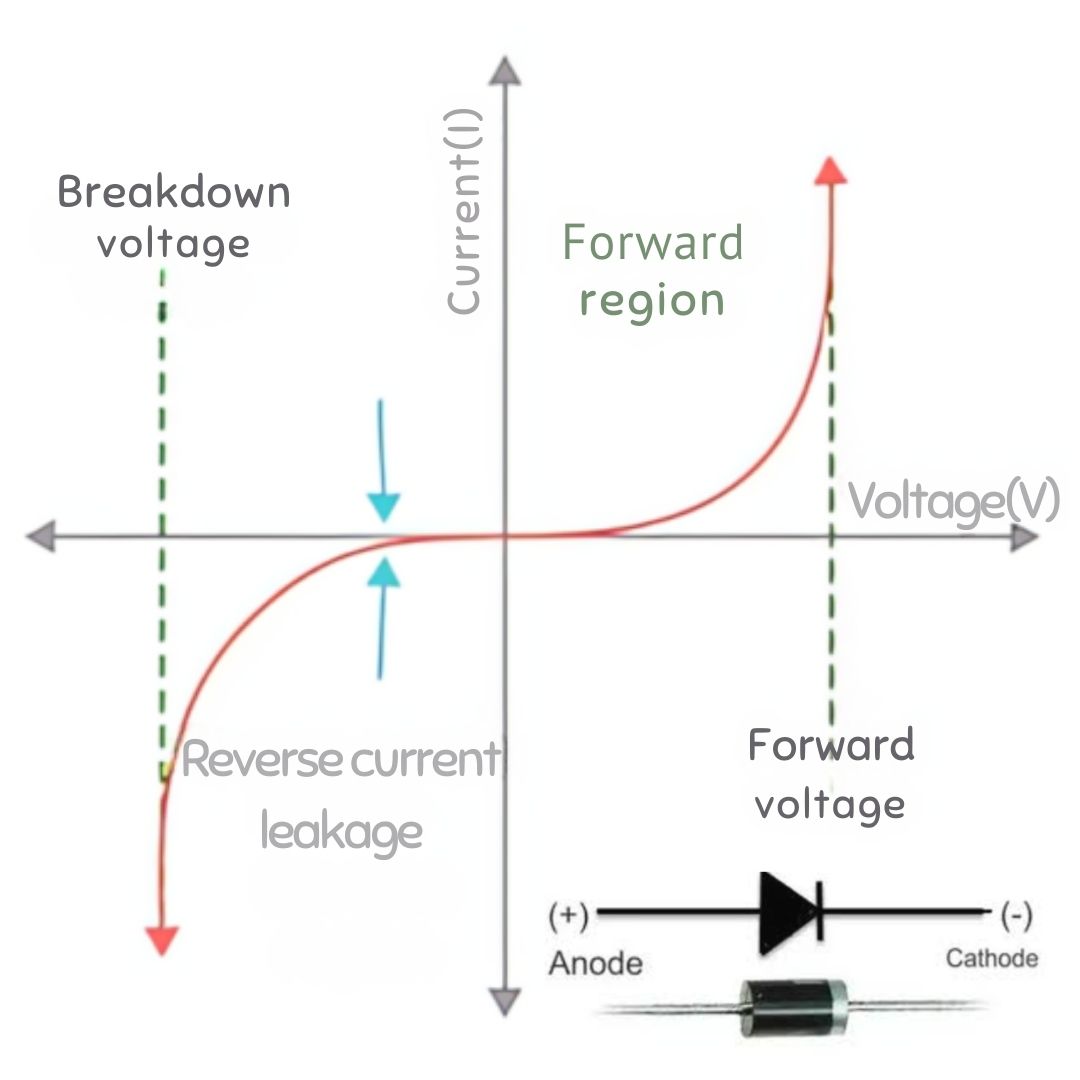 Current(I)
Breakdown
voltage
Forward
region
Voltage(V)
Reverse current
leakage
Forward
voltage
(+)
(-)
Anode
Cathode